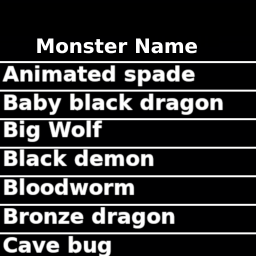 Monster Name
Animated spade
Baby black dragon
Big Wolf
Black demon
Bloodworm
Bronze dragon
Cave bug